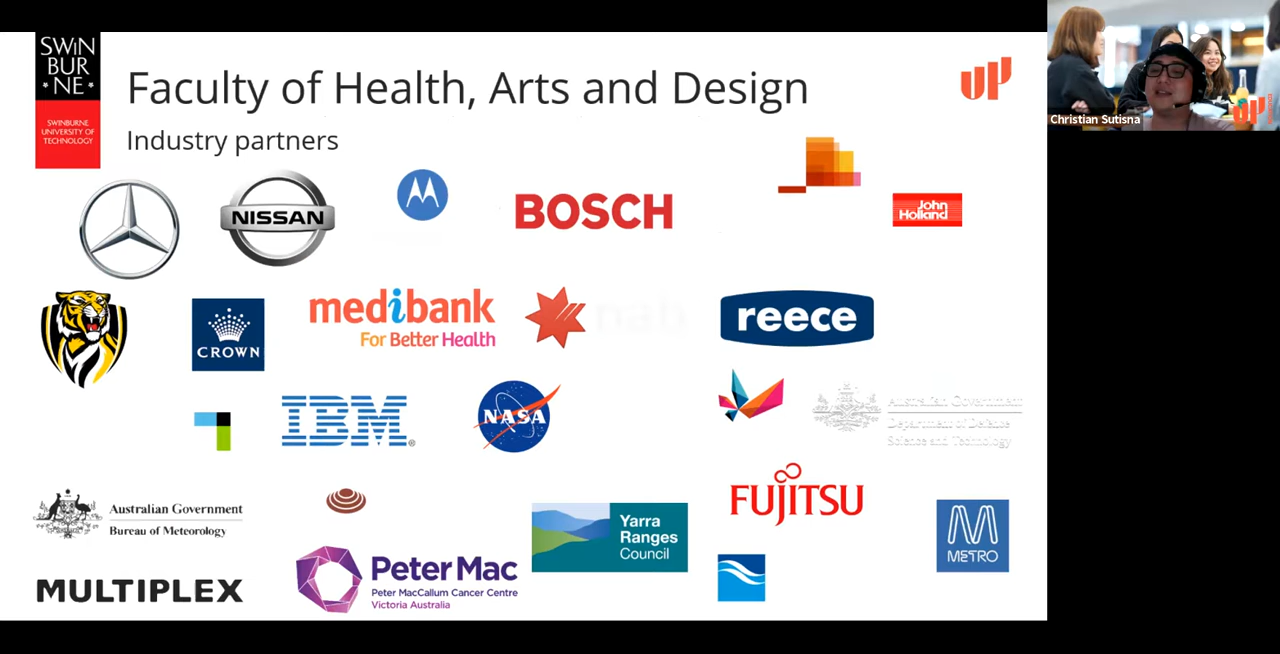 SWiN
BUR
*NE*
SWINBURNE
UNIVERSITY OF
TECHNOLOGY
Faculty of Health, Arts and Design
Industry partners
UP
Christian Sutisna
NISSAN
BOSCH
John
Holland
CROWN
medibank
For Better Health
nab
reece
IBM®
NASA
Australian Government
Department of Defence
Science and Technology
Australian Government
Bureau of Meteorology
MULTIPLEX
Peter Mac
Peter MacCallum Cancer Centre
Victoria Australia
Yarra
Ranges
Council
FUJITSU
METRO